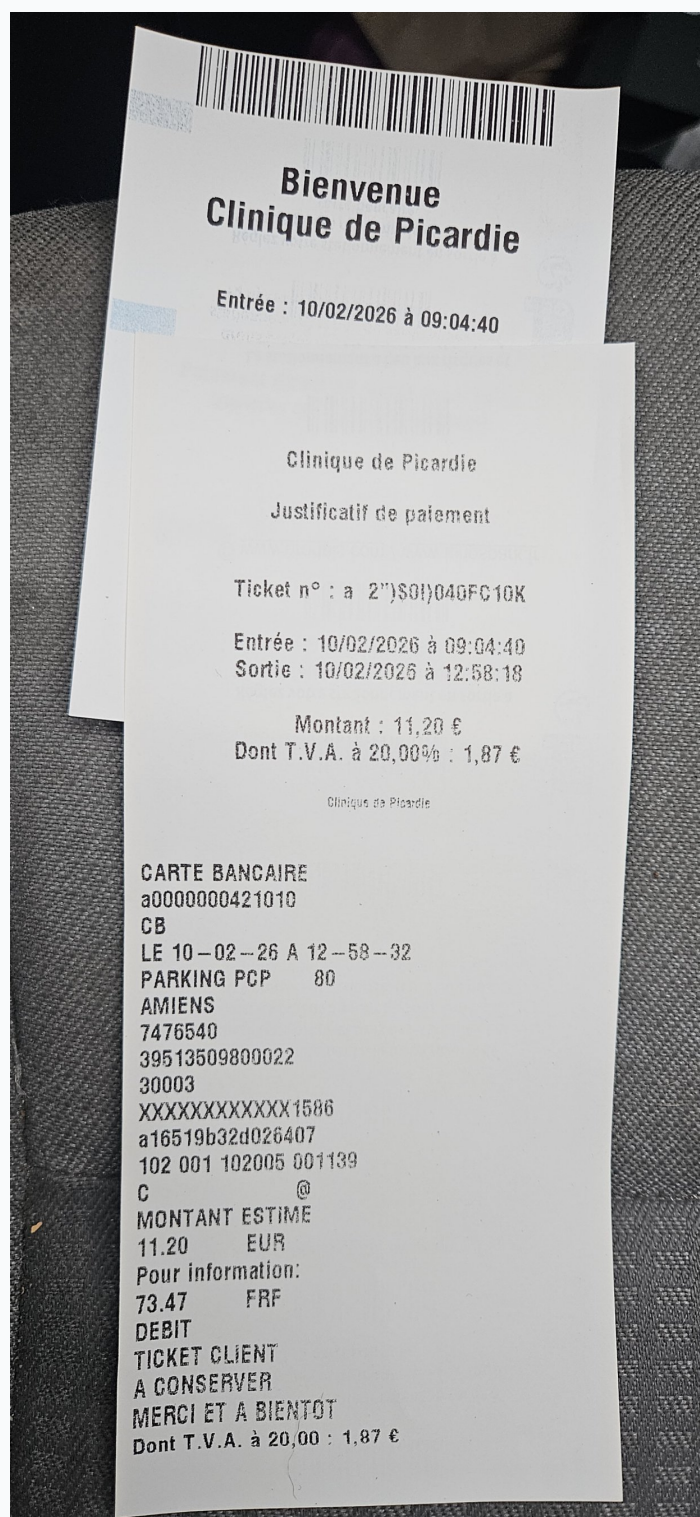 Bienvenue
Clinique de Picardie
Entrée : 10/02/2026 à 09:04:40
Clinique de Picardie
Justificatif de paiement
Ticket n° : a 2")$0!)040FC10K
Entrée : 10/02/2026 à 09:04:40
Sortie : 10/02/2026 à 12:58:18
Montant : 11,20 €
Dont T.V.A. à 20,00% : 1,87 €
Clinique de Picardie
CARTE BANCAIRE
a0000000421010
CB
LE 10-02-26 A 12-58-32
PARKING PCP 80
AMIENS
7476540
39513509800022
30003
XXXXXXXXXXXX1586
a16519b32d026407
102 001 102005 001139
C @
MONTANT ESTIME
11.20 EUR
Pour information:
73.47 FRF
DEBIT
TICKET CLIENT
A CONSERVER
MERCI ET A BIENTOT
Dont T.V.A. à 20,00 : 1,87 €